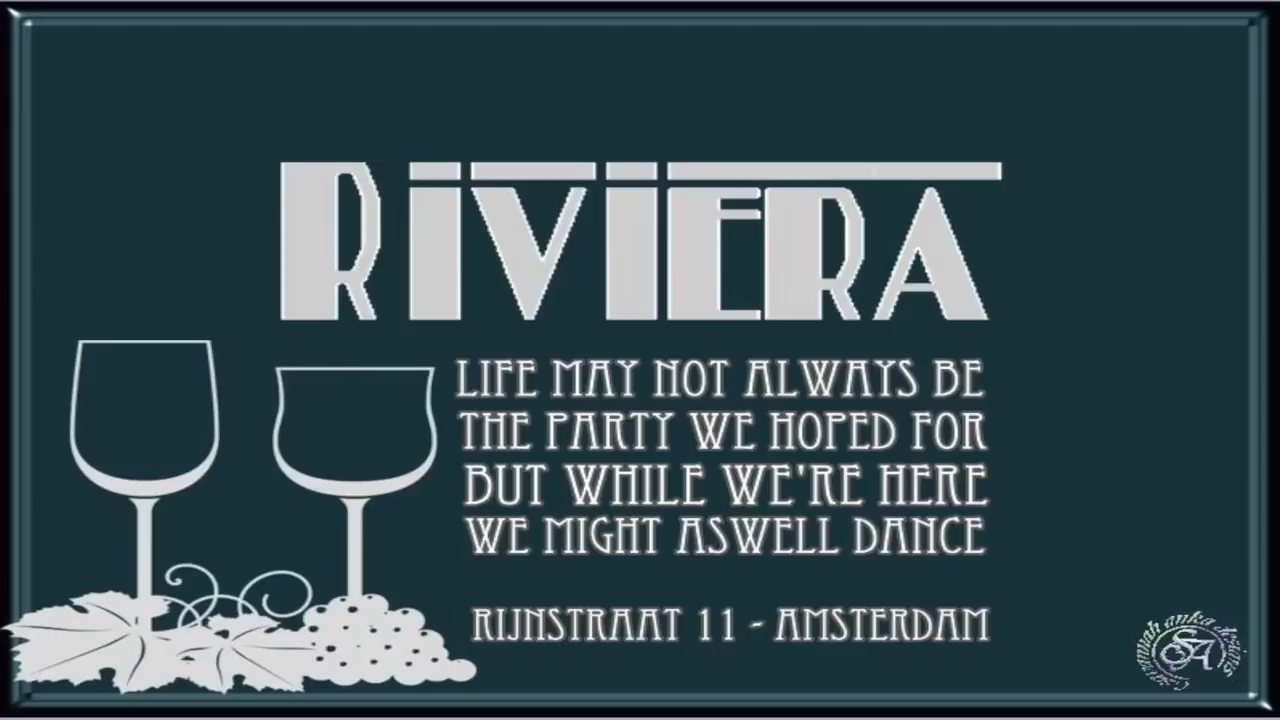 RiViERA
LIFE MAY NOT ALWAYS BE
THE PARTY WE HOPED FOR
BUT WHILE WE'RE HERE
WE MIGHT ASWELL DANCE
RIJNSTRAAT 11 - AMSTERDAM
SA